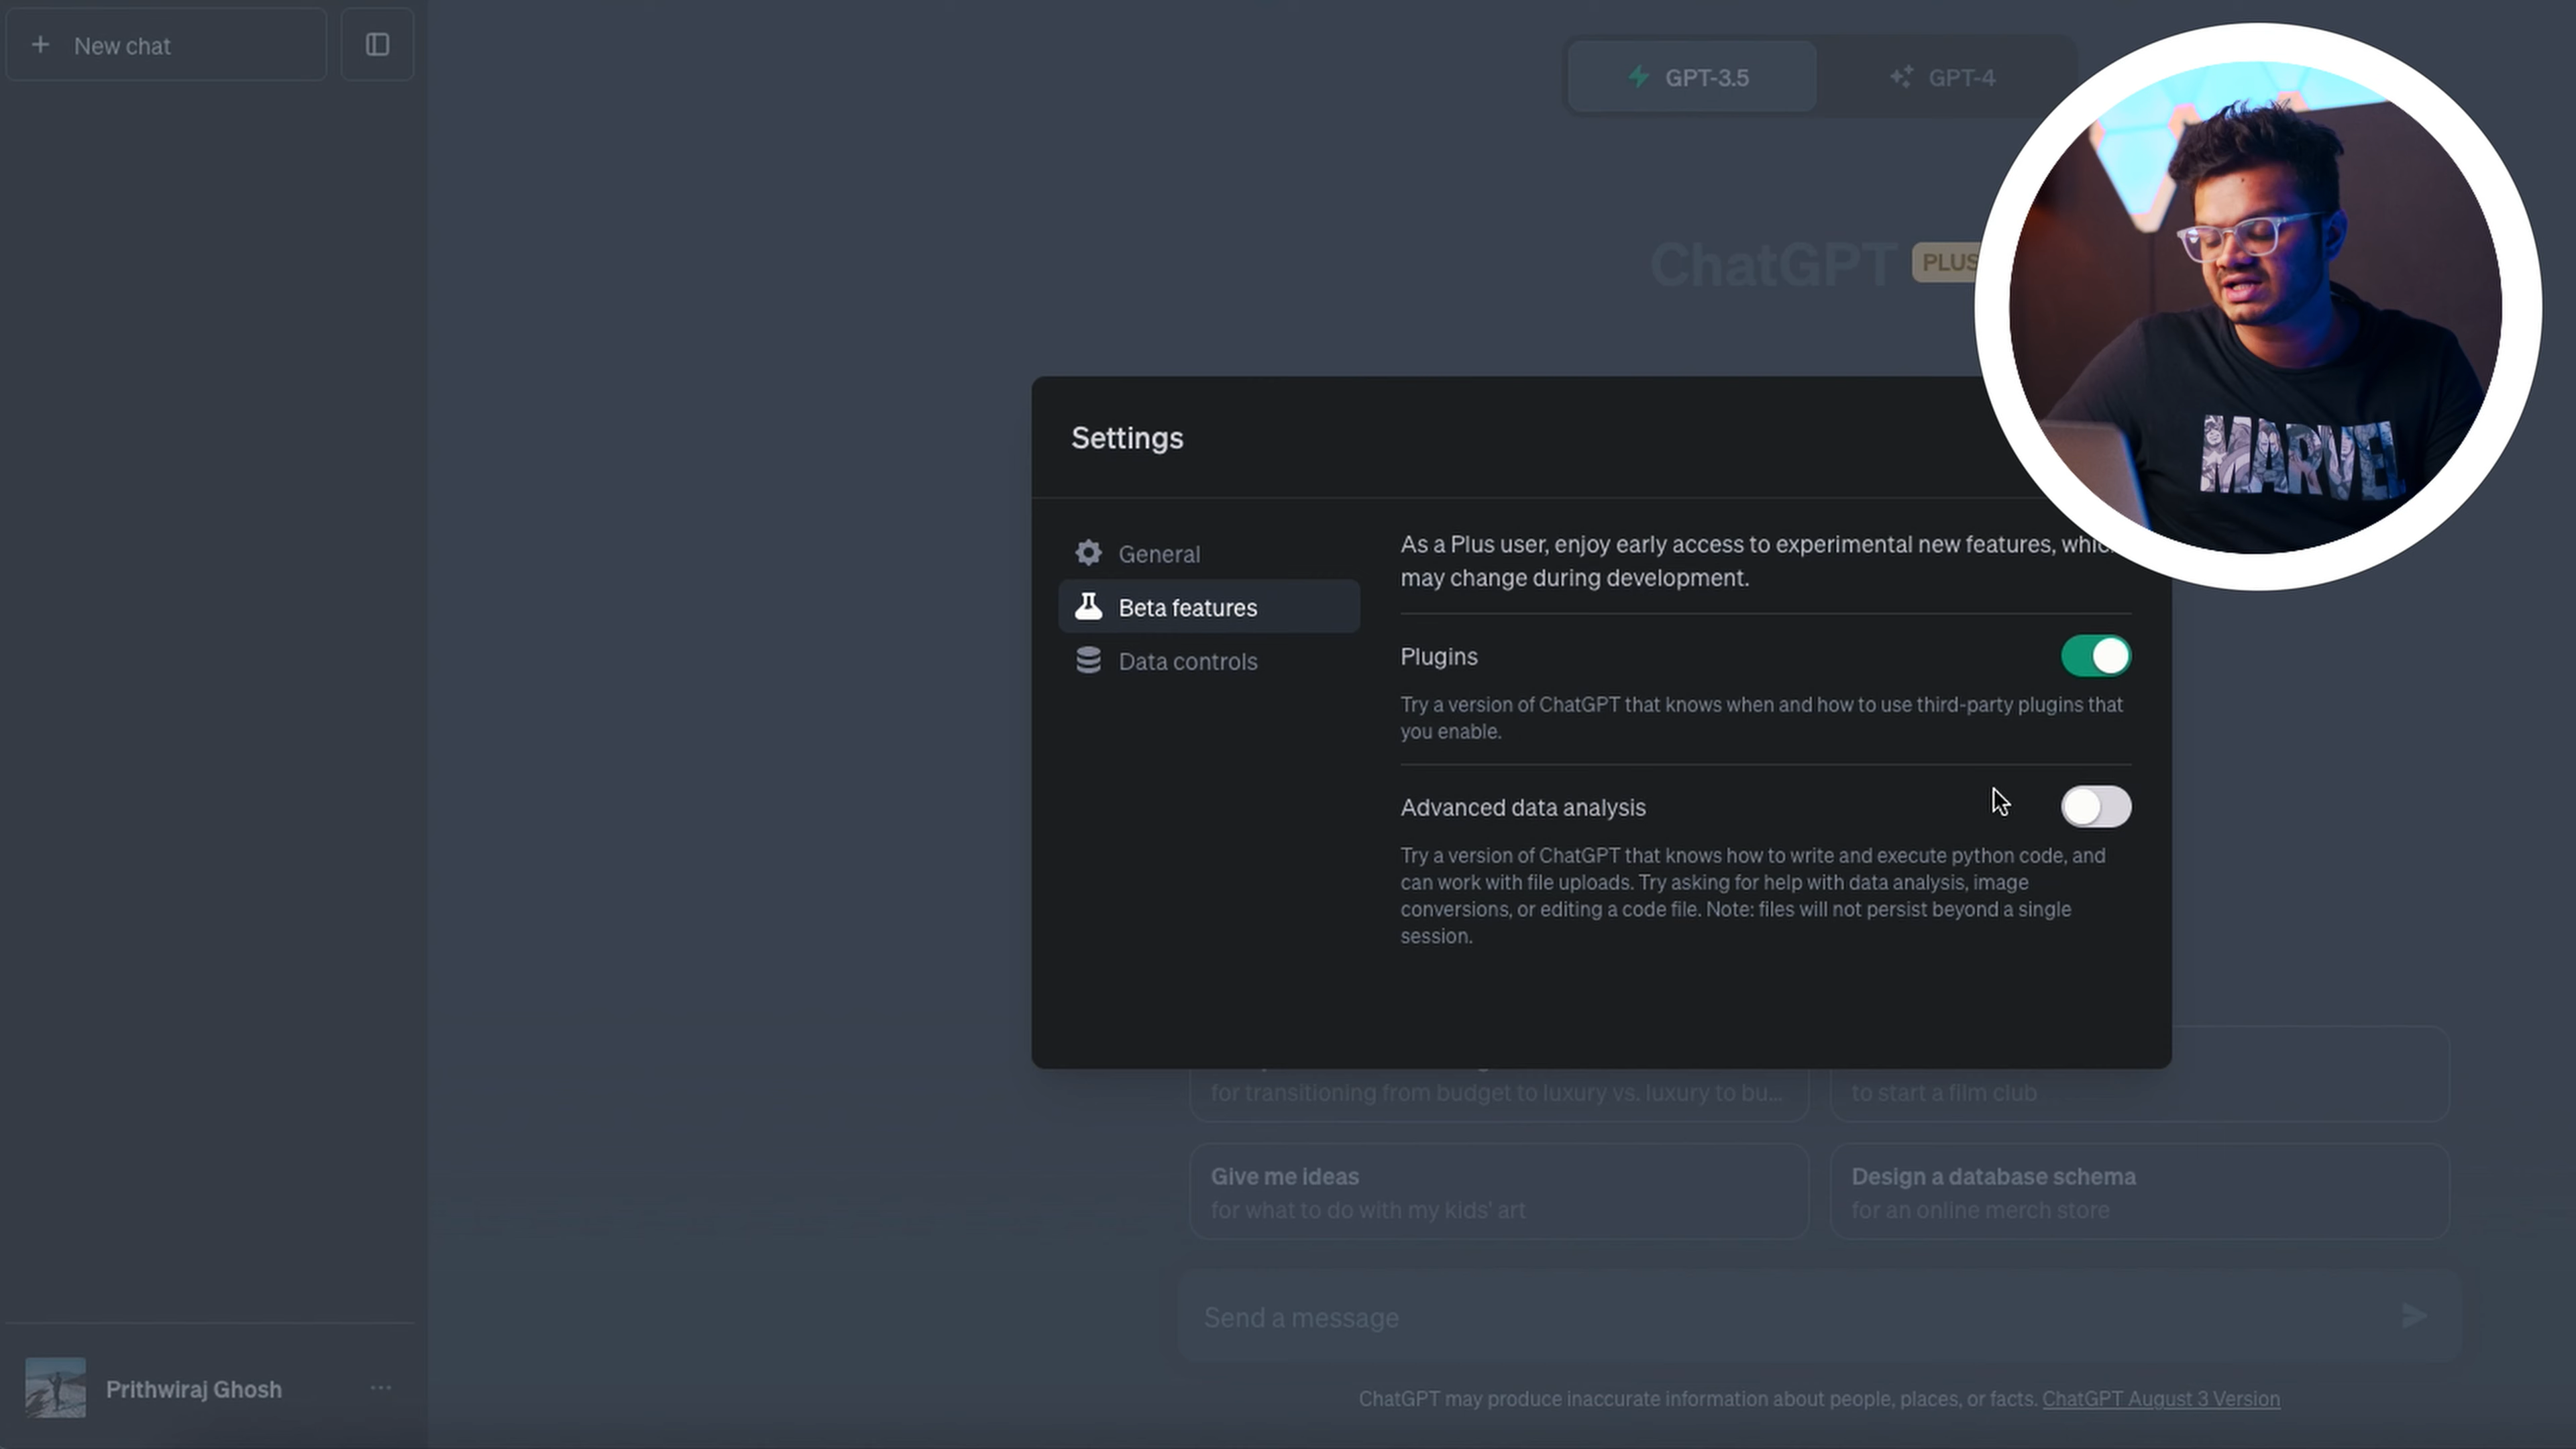 New chat
GPT-3.5
GPT-4
ChatGPT PLUS
MARVEL
Settings
General
Beta features
Data controls
As a Plus user, enjoy early access to experimental new features,
may change during development.
Plugins
Try a version of ChatGPT that knows when and how to use third-party plugins that
you enable.
Advanced data analysis
Try a version of ChatGPT that knows how to write and execute python code, and
can work with file uploads. Try asking for help with data analysis, image
conversions, or editing a code file. Note: files will not persist beyond a single
session.
for transitioning from budget to luxury vs. luxury to bu...
to start a film club
Give me ideas
for what to do with my kids' art
Design a database schema
for an online merch store
Send a message
Prithwiraj Ghosh
ChatGPT may produce inaccurate information about people, places, or facts. ChatGPT August 3 Version